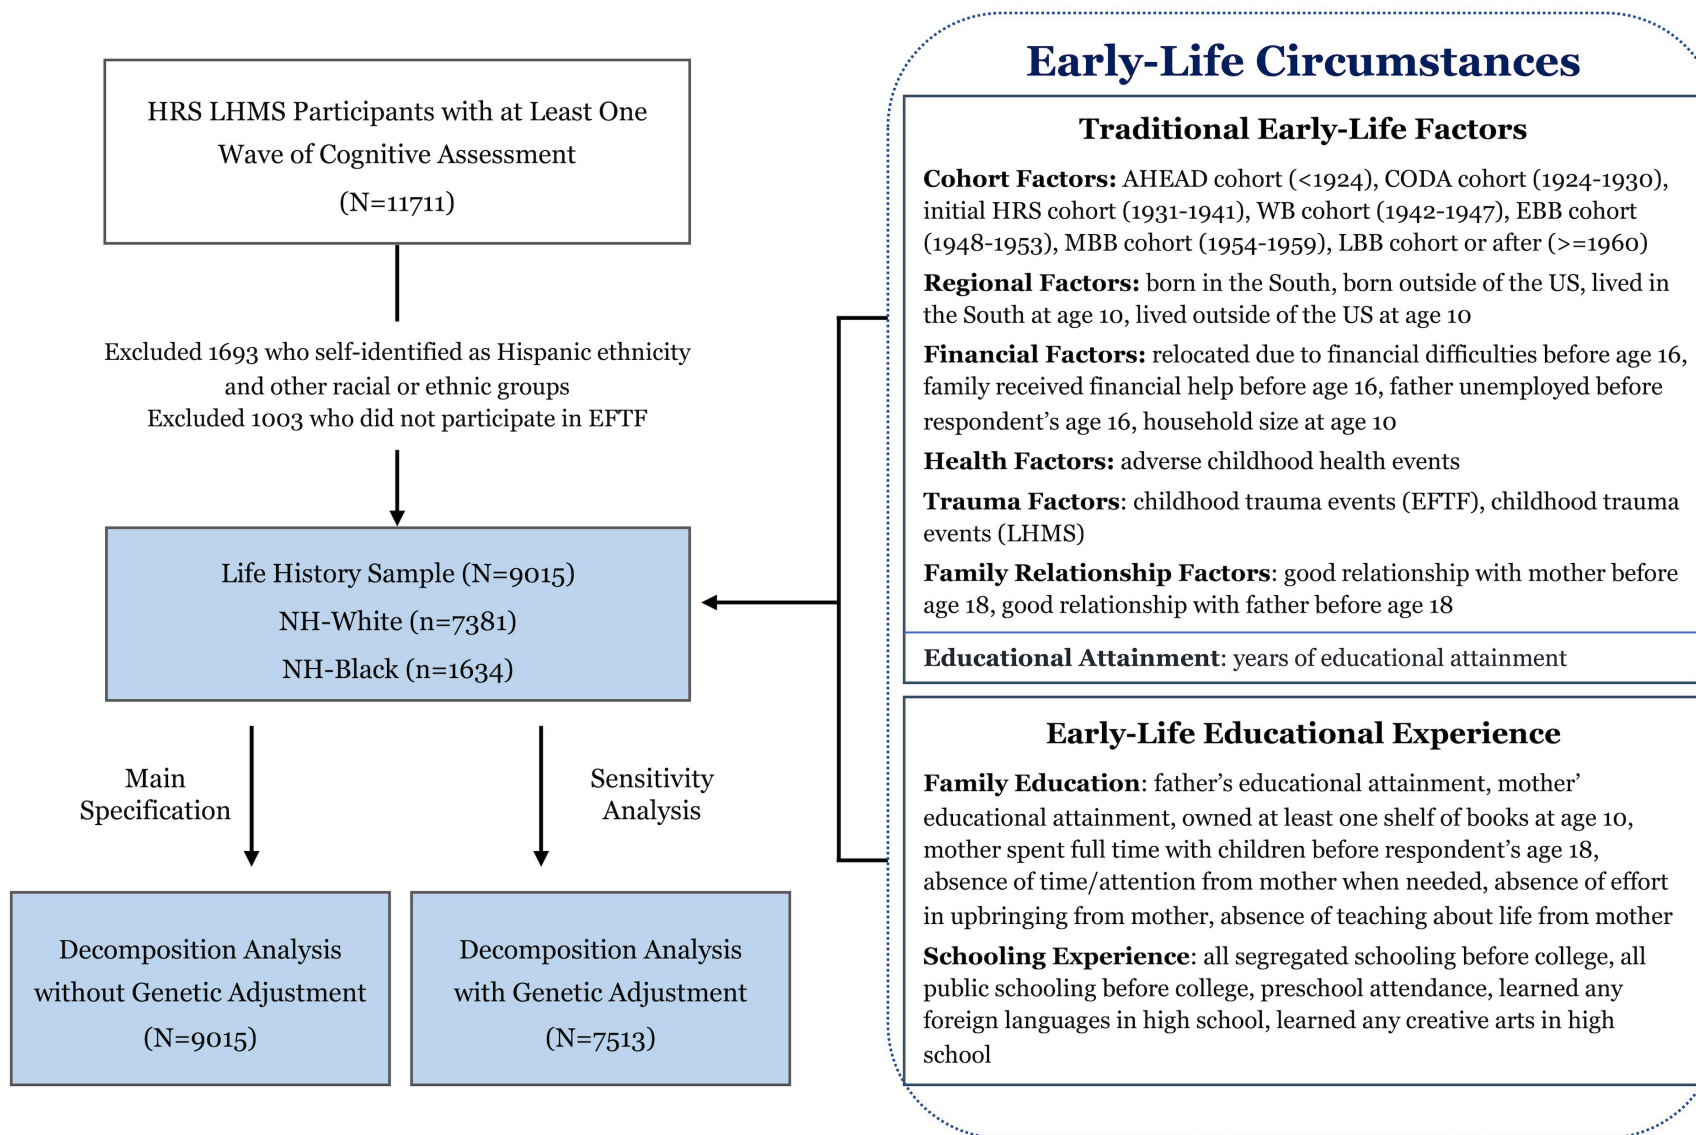 HRS LHMS Participants with at Least One
Wave of Cognitive Assessment
(N=11711)
Excluded 1693 who self-identified as Hispanic ethnicity
and other racial or ethnic groups
Excluded 1003 who did not participate in EFTF
Life History Sample (N=9015)
NH-White (n=7381)
NH-Black (n=1634)
Main
Specification
Sensitivity
Analysis
Decomposition Analysis
without Genetic Adjustment
(N=9015)
Decomposition Analysis
with Genetic Adjustment
(N=7513)
Early-Life Circumstances
Traditional Early-Life Factors
Cohort Factors: AHEAD cohort (<1924), CODA cohort (1924-1930),
initial HRS cohort (1931-1941), WB cohort (1942-1947), EBB cohort
(1948-1953), MBB cohort (1954-1959), LBB cohort or after (>=1960)
Regional Factors: born in the South, born outside of the US, lived in
the South at age 10, lived outside of the US at age 10
Financial Factors: relocated due to financial difficulties before age 16,
family received financial help before age 16, father unemployed before
respondent’s age 16, household size at age 10
Health Factors: adverse childhood health events
Trauma Factors: childhood trauma events (EFTF), childhood trauma
events (LHMS)
Family Relationship Factors: good relationship with mother before
age 18, good relationship with father before age 18
Educational Attainment: years of educational attainment
Early-Life Educational Experience
Family Education: father’s educational attainment, mother’
educational attainment, owned at least one shelf of books at age 10,
mother spent full time with children before respondent’s age 18,
absence of time/attention from mother when needed, absence of effort
in upbringing from mother, absence of teaching about life from mother
Schooling Experience: all segregated schooling before college, all
public schooling before college, preschool attendance, learned any
foreign languages in high school, learned any creative arts in high
school